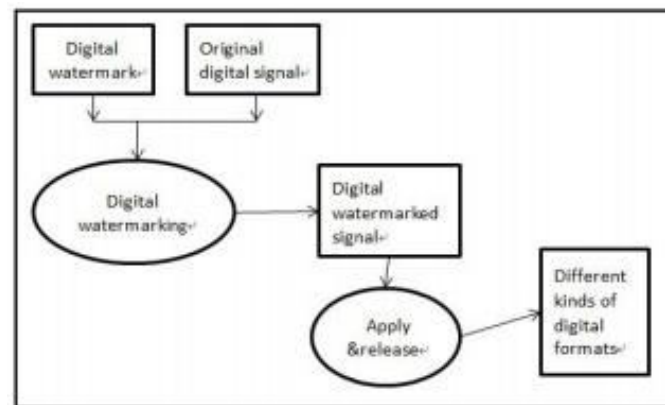 Digital
watermark
Original
digital signal
Digital
watermarking
Digital
watermarked
signal
Apply
&release
Different
kinds of
digital
formats